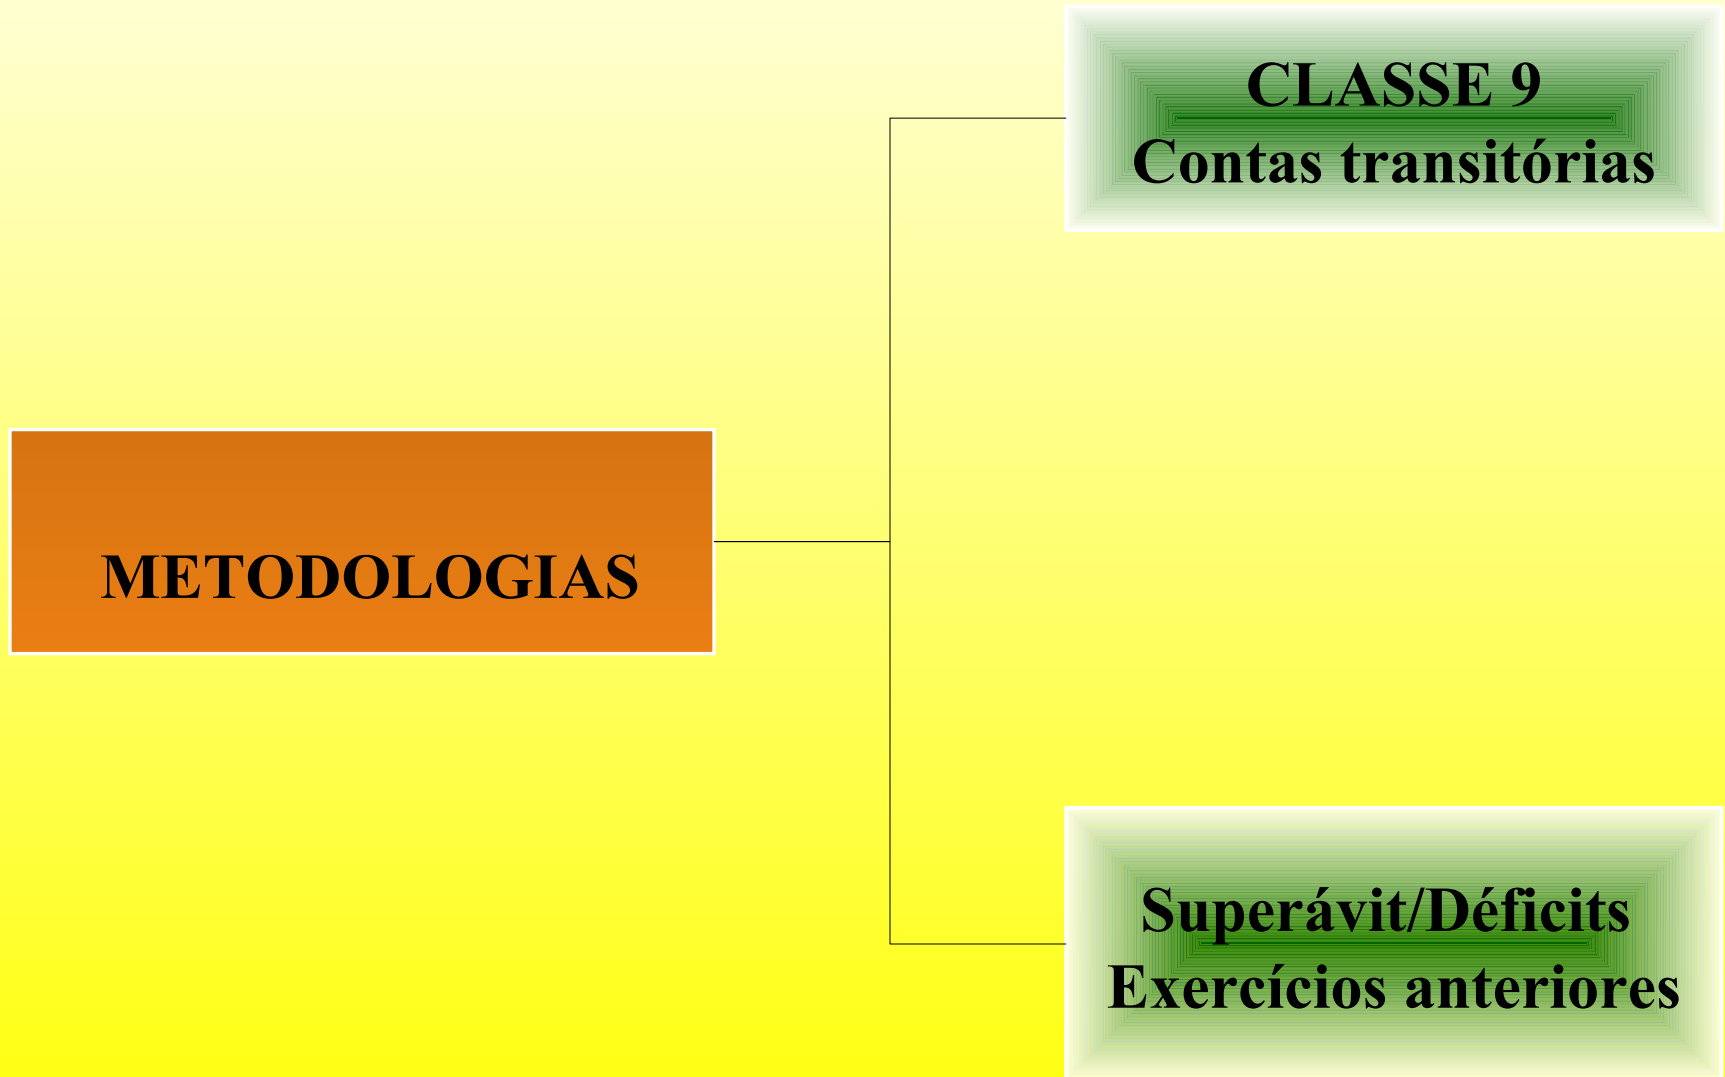 CLASSE 9
Contas transitórias
METODOLOGIAS
Superávit/Déficits
Exercícios anteriores